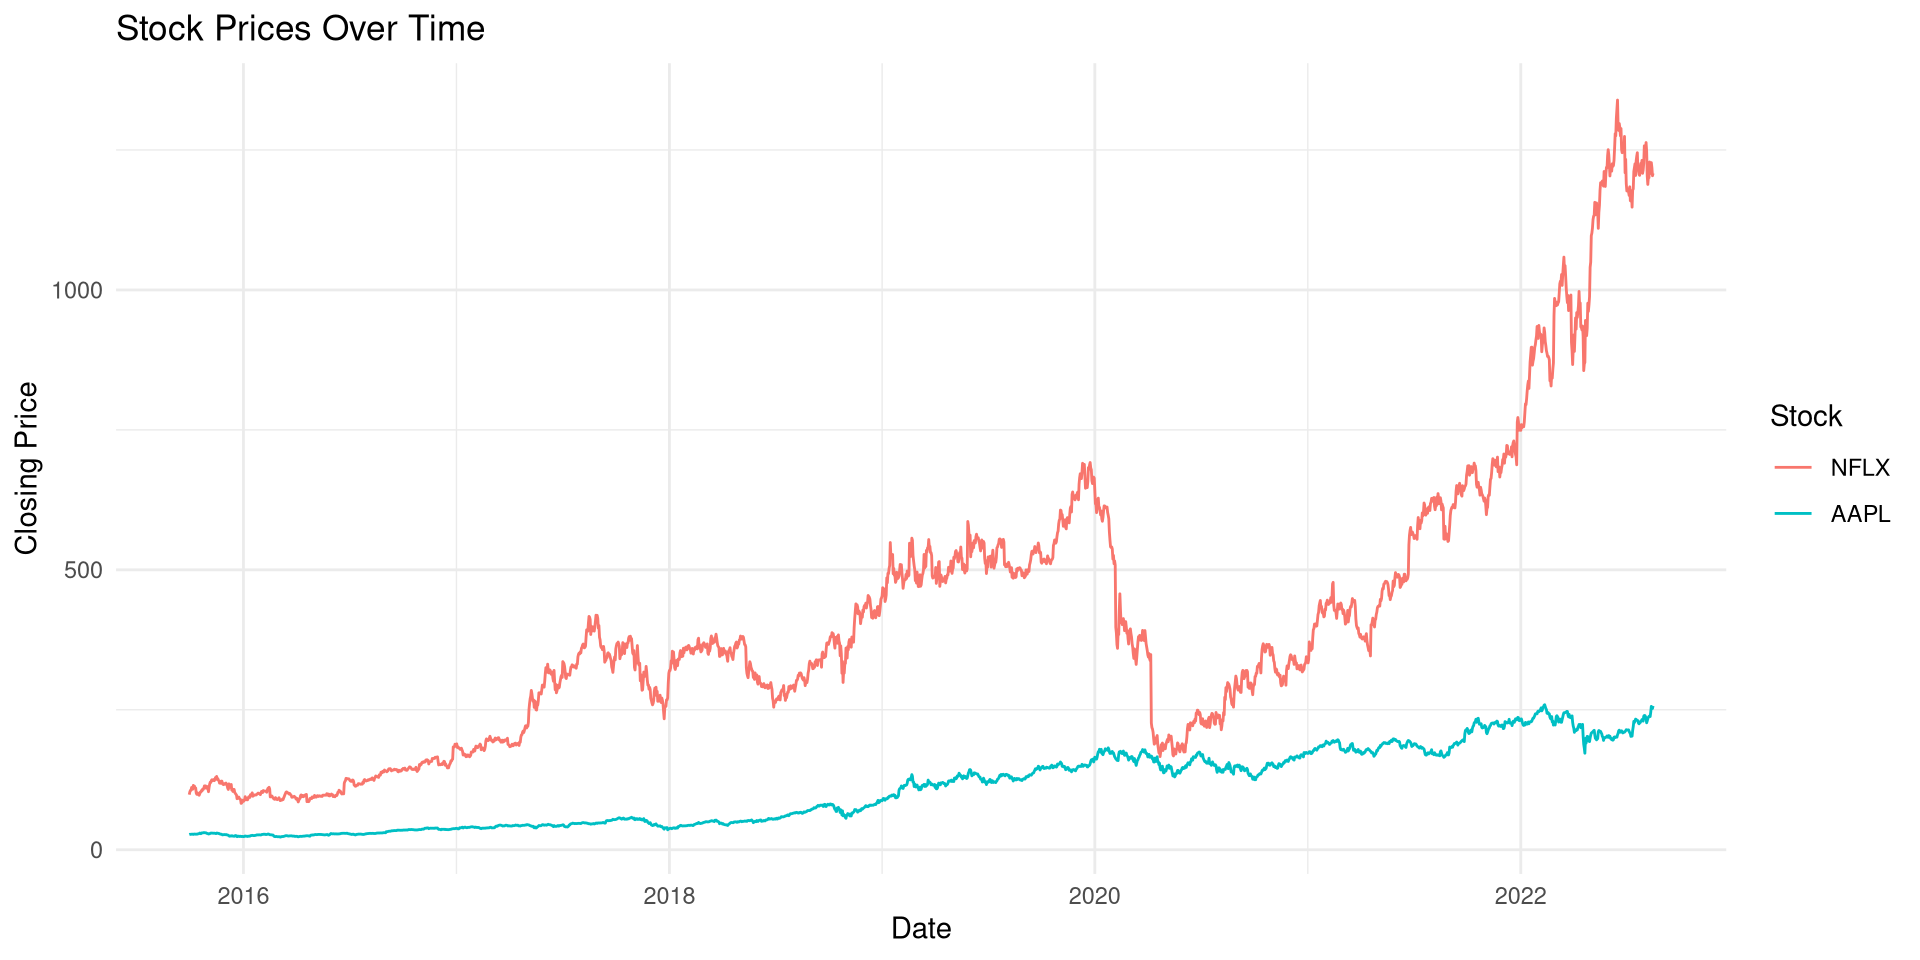 Stock Prices Over Time
Closing Price
1000
500
0
2016
2018
2020
2022
Date
Stock
NFLX
AAPL